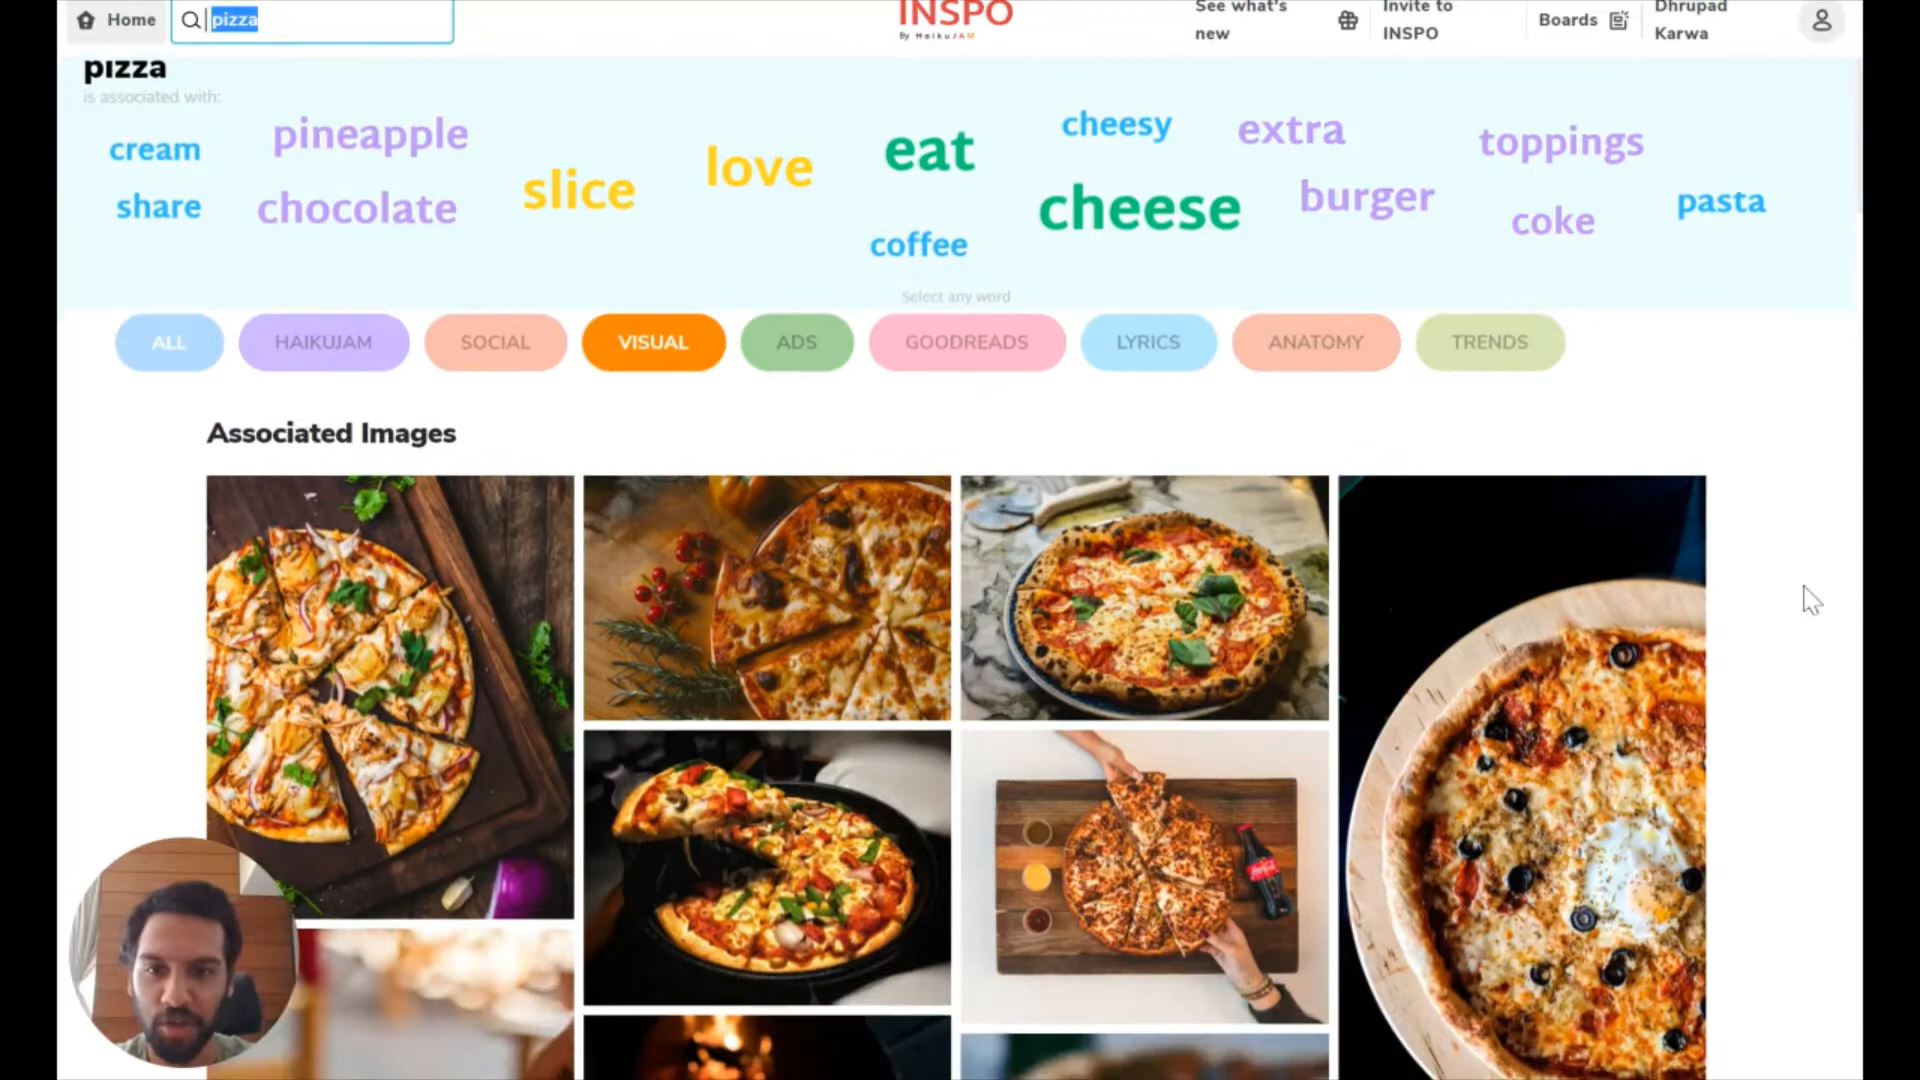 Home
pizza
INSPO
By HaikuJAM
See what's
new
Invite to
INSPO
Boards
Dhrupad
Karwa
pizza
is associated with:
cream
pineapple
slice
love
eat
cheesy
extra
toppings
share
chocolate
coffee
cheese
burger
coke
pasta
Select any word
ALL
HAIKUJAM
SOCIAL
VISUAL
ADS
GOODREADS
LYRICS
ANATOMY
TRENDS
Associated Images